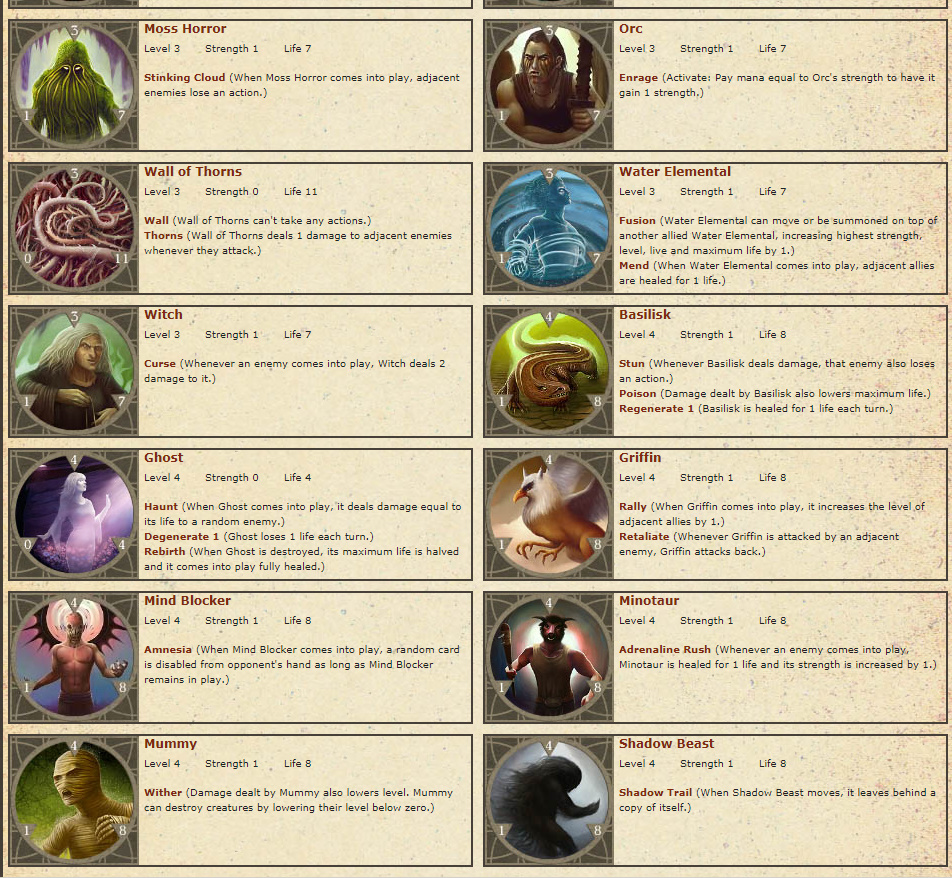 Moss Horror
Level 3 Strength 1 Life 7
Stinking Cloud (When Moss Horror comes into play, adjacent
enemies lose an action.)
3
1
7
Orc
Level 3 Strength 1 Life 7
Enrage (Activate: Pay mana equal to Orc's strength to have it
gain 1 strength.)
3
1
7
Wall of Thorns
Level 3 Strength 0 Life 11
Wall (Wall of Thorns can't take any actions.)
Thorns (Wall of Thorns deals 1 damage to adjacent enemies
whenever they attack.)
3
0
11
Water Elemental
Level 3 Strength 1 Life 7
Fusion (Water Elemental can move or be summoned on top of
another allied Water Elemental, increasing highest strength,
level, live and maximum life by 1.)
Mend (When Water Elemental comes into play, adjacent allies
are healed for 1 life.)
3
1
7
Witch
Level 3 Strength 1 Life 7
Curse (Whenever an enemy comes into play, Witch deals 2
damage to it.)
3
1
7
Basilisk
Level 4 Strength 1 Life 8
Stun (Whenever Basilisk deals damage, that enemy also loses
an action.)
Poison (Damage dealt by Basilisk also lowers maximum life.)
Regenerate 1 (Basilisk is healed for 1 life each turn.)
4
1
8
Ghost
Level 4 Strength 0 Life 4
Haunt (When Ghost comes into play, it deals damage equal to
its life to a random enemy.)
Degenerate 1 (Ghost loses 1 life each turn.)
Rebirth (When Ghost is destroyed, its maximum life is halved
and it comes into play fully healed.)
4
0
4
Griffin
Level 4 Strength 1 Life 8
Rally (When Griffin comes into play, it increases the level of
adjacent allies by 1.)
Retaliate (Whenever Griffin is attacked by an adjacent
enemy, Griffin attacks back.)
4
1
8
Mind Blocker
Level 4 Strength 1 Life 8
Amnesia (When Mind Blocker comes into play, a random card
is disabled from opponent's hand as long as Mind Blocker
remains in play.)
4
1
8
Minotaur
Level 4 Strength 1 Life 8
Adrenaline Rush (Whenever an enemy comes into play,
Minotaur is healed for 1 life and its strength is increased by 1.)
4
1
8
Mummy
Level 4 Strength 1 Life 8
Wither (Damage dealt by Mummy also lowers level. Mummy
can destroy creatures by lowering their level below zero.)
4
1
8
Shadow Beast
Level 4 Strength 1 Life 8
Shadow Trail (When Shadow Beast moves, it leaves behind a
copy of itself.)
4
1
8